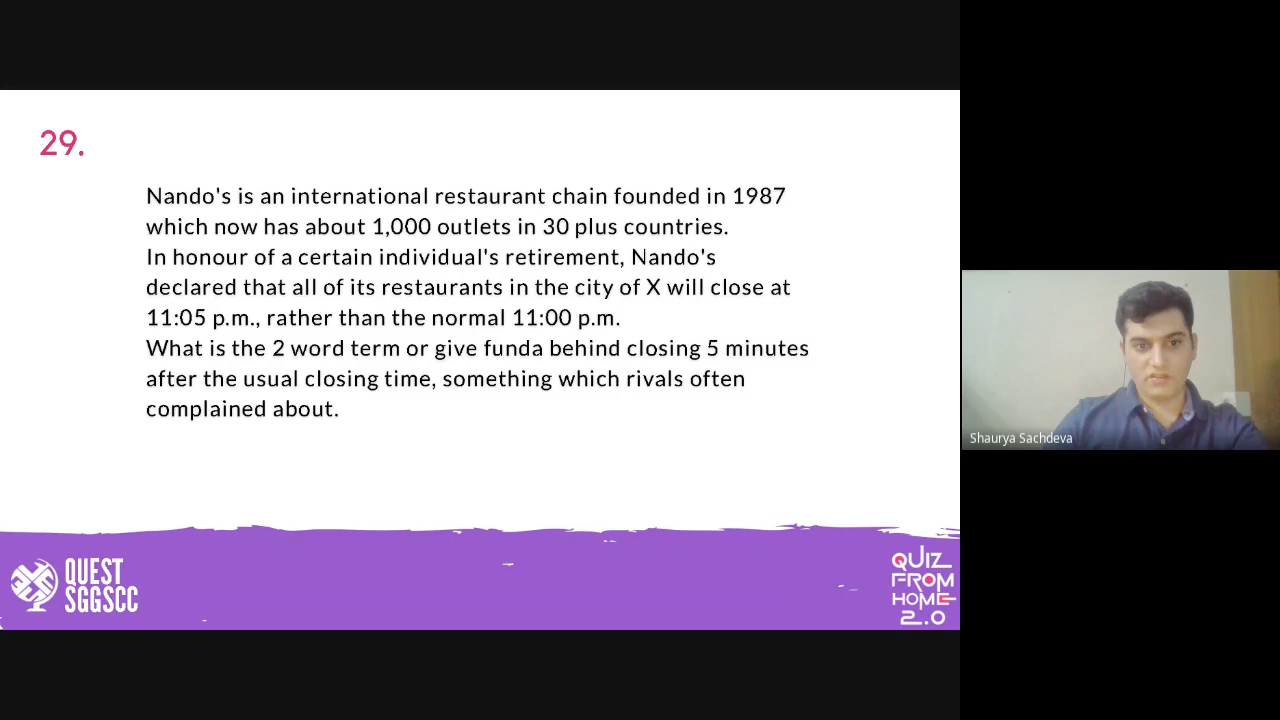 29.
Nando's is an international restaurant chain founded in 1987
which now has about 1,000 outlets in 30 plus countries.
In honour of a certain individual's retirement, Nando's
declared that all of its restaurants in the city of X will close at
11:05 p.m., rather than the normal 11:00 p.m.
What is the 2 word term or give funda behind closing 5 minutes
after the usual closing time, something which rivals often
complained about.
Shaurya Sachdeva
QUEST
SGGSCC
QUIZ
FROM
HOME
2.0